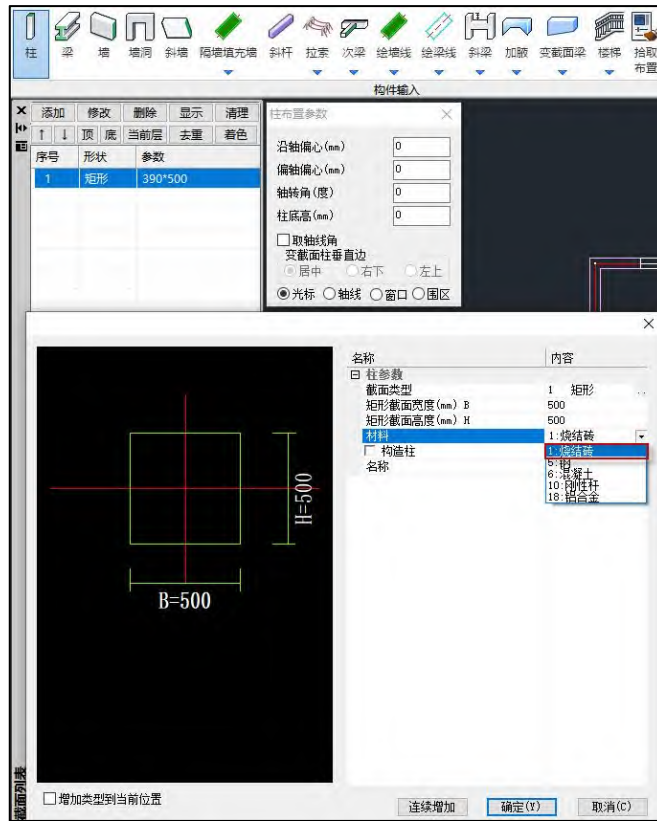 柱 梁 墙 墙洞 斜墙 隔墙填充墙 斜杆 拉索 次梁 绘墙线 绘梁线 斜梁 加腋 变截面梁 楼梯 拾取
布置
构件输入
添加 修改 删除 显示 清理
↑ ↓ 顶 底 当前层 去重 着色
序号 形状 参数
1 矩形 390*500
柱布置参数
沿轴偏心(mm) 0
偏轴偏心(mm) 0
轴转角(度) 0
柱底高(mm) 0
取轴线角
变截面柱垂直边
居中 右下 左上
光标 轴线 窗口 围区
名称 内容
柱参数
截面类型 1 矩形 ..
矩形截面宽度(mm) B 500
矩形截面高度(mm) H 500
材料 1:烧结砖
构造柱 1:烧结砖
名称 5:钢
6:混凝土
10:刚性杆
18:铝合金
H=500
B=500
截面列表
增加类型到当前位置
连续增加 确定(Y) 取消(C)